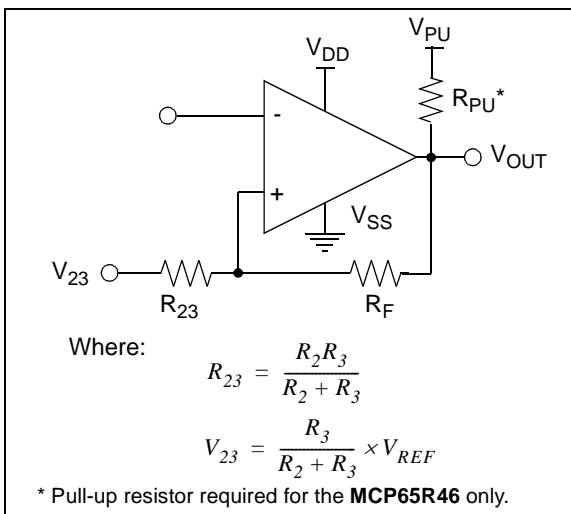 V_PU
V_DD
R_PU*
-
V_OUT
+
V_SS
V_23
R_23
R_F
Where:
R_23 = R_2R_3 / (R_2 + R_3)
V_23 = R_3 / (R_2 + R_3) × V_REF
* Pull-up resistor required for the MCP65R46 only.